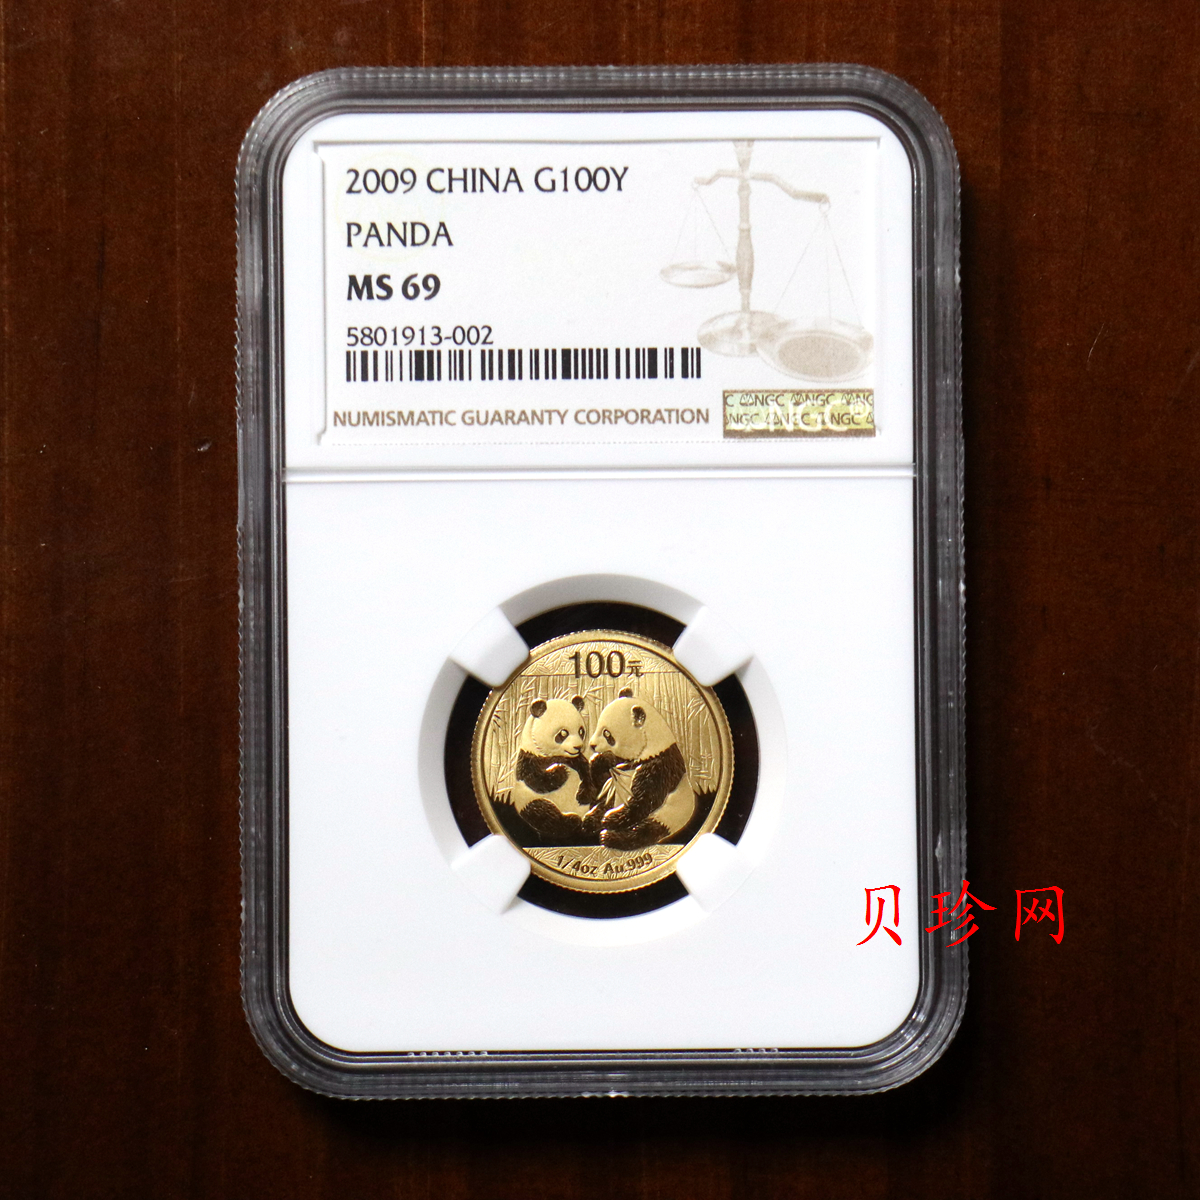 2009 CHINA G100Y
PANDA
MS 69
5801913-002
NUMISMATIC GUARANTY CORPORATION
NGC
100元
1/4oz Au 999
贝珍网